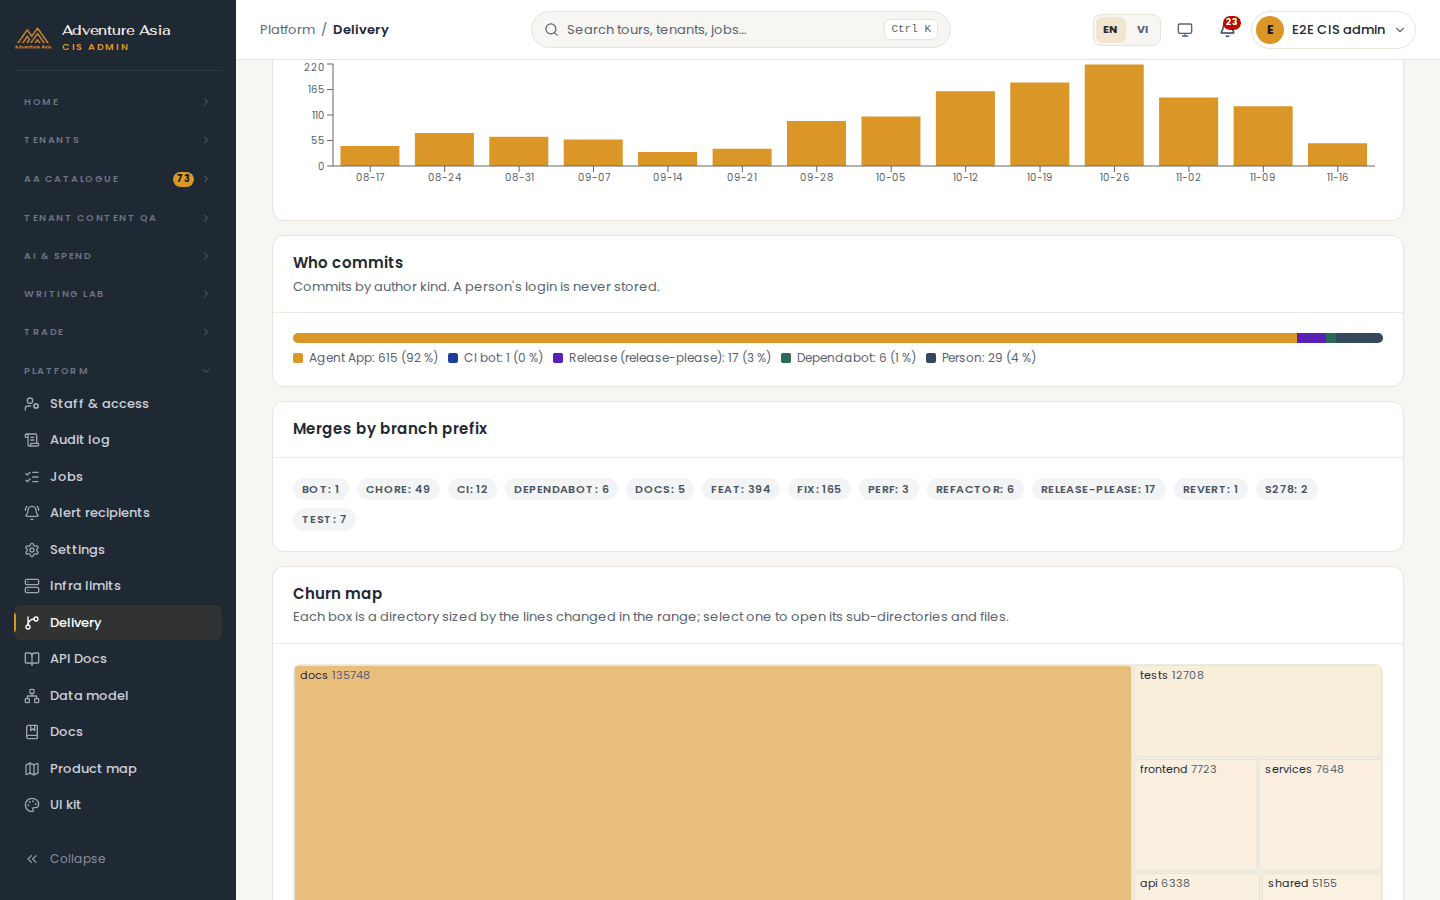 Adventure Asia
CIS ADMIN
Adventure Asia
HOME
TENANTS
AA CATALOGUE 73
TENANT CONTENT QA
AI & SPEND
WRITING LAB
TRADE
PLATFORM
Staff & access
Audit log
Jobs
Alert recipients
Settings
Infra limits
Delivery
API Docs
Data model
Docs
Product map
UI kit
Collapse
Platform / Delivery
Search tours, tenants, jobs...
Ctrl K
EN VI
23
E E2E CIS admin
220
165
110
55
0
08-17 08-24 08-31 09-07 09-14 09-21 09-28 10-05 10-12 10-19 10-26 11-02 11-09 11-16
Who commits
Commits by author kind. A person's login is never stored.
Agent App: 615 (92 %) CI bot: 1 (0 %) Release (release-please): 17 (3 %) Dependabot: 6 (1 %) Person: 29 (4 %)
Merges by branch prefix
BOT: 1 CHORE: 49 CI: 12 DEPENDABOT: 6 DOCS: 5 FEAT: 394 FIX: 165 PERF: 3 REFACTOR: 6 RELEASE-PLEASE: 17 REVERT: 1 S278: 2
TEST: 7
Churn map
Each box is a directory sized by the lines changed in the range; select one to open its sub-directories and files.
docs 135748
tests 12708
frontend 7723
services 7648
api 6338
shared 5155